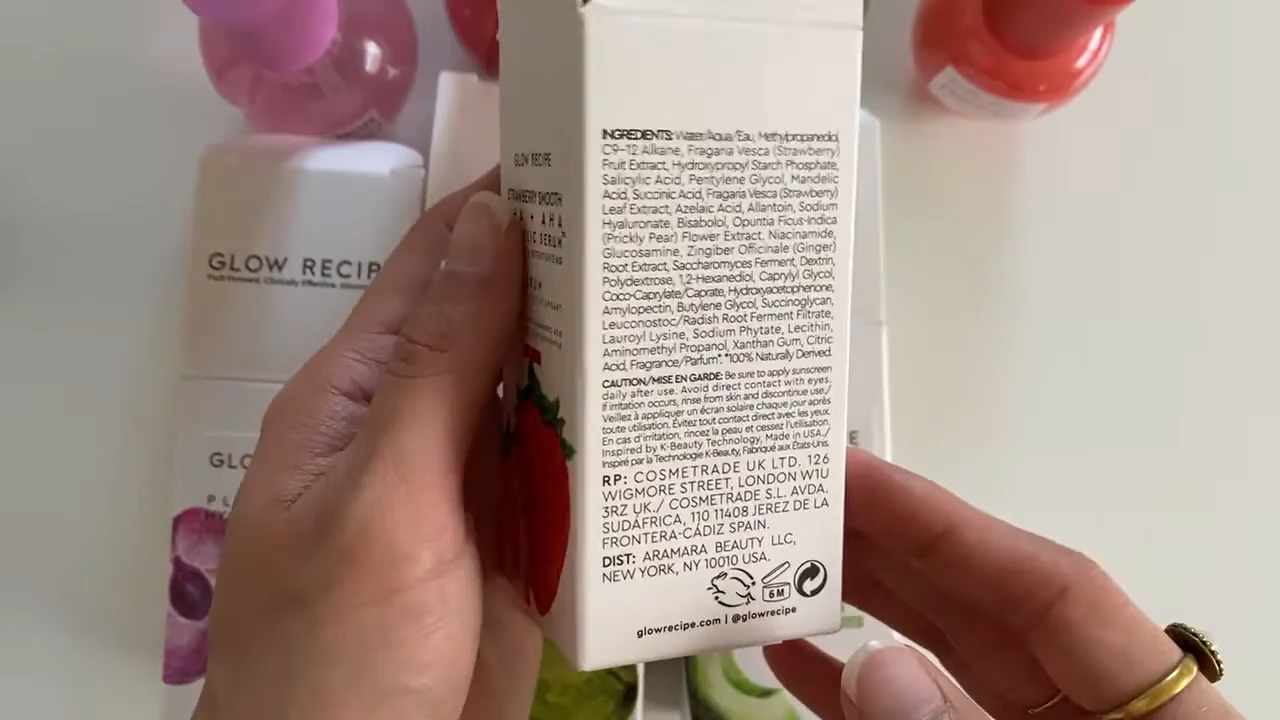 GLOW RECIPE
STRAWBERRY SMOOTH
+ AHA
SERUM
GLOW RECIP
INGREDIENTS: Water/Aqua/Eau, Methylpropanediol,
C9-12 Alkane, Fragaria Vesca (Strawberry)
Fruit Extract, Hydroxypropyl Starch Phosphate,
Salicylic Acid, Pentylene Glycol, Mandelic
Acid, Succinic Acid, Fragaria Vesca (Strawberry)
Leaf Extract, Azelaic Acid, Allantoin, Sodium
Hyaluronate, Bisabolol, Opuntia Ficus-Indica
(Prickly Pear) Flower Extract, Niacinamide,
Glucosamine, Zingiber Officinale (Ginger)
Root Extract, Saccharomyces Ferment, Dextrin,
Polydextrose, 1,2-Hexanediol, Caprylyl Glycol,
Coco-Caprylate/Caprate, Hydroxyacetophenone,
Amylopectin, Butylene Glycol, Succinoglycan,
Leuconostoc/Radish Root Ferment Filtrate,
Lauroyl Lysine, Sodium Phytate, Lecithin,
Aminomethyl Propanol, Xanthan Gum, Citric
Acid, Fragrance/Parfum*. *100% Naturally Derived.
CAUTION/MISE EN GARDE: Be sure to apply sunscreen
daily after use. Avoid direct contact with eyes.
If irritation occurs, rinse from skin and discontinue use./
Veillez à appliquer un écran solaire chaque jour après
toute utilisation. Évitez tout contact direct avec les yeux.
En cas d'irritation, rincez la peau et cessez l'utilisation.
Inspired by K-Beauty Technology, Made in USA./
Inspiré par la Technologie K-Beauty, Fabriqué aux États-Unis.
RP: COSMETRADE UK LTD. 126
WIGMORE STREET, LONDON W1U
3RZ UK./ COSMETRADE S.L. AVDA.
SUDÁFRICA, 110 11408 JEREZ DE LA
FRONTERA-CÁDIZ SPAIN.
DIST: ARAMARA BEAUTY LLC,
NEW YORK, NY 10010 USA.
6 M
glowrecipe.com | @glowrecipe
GLO
PL
E